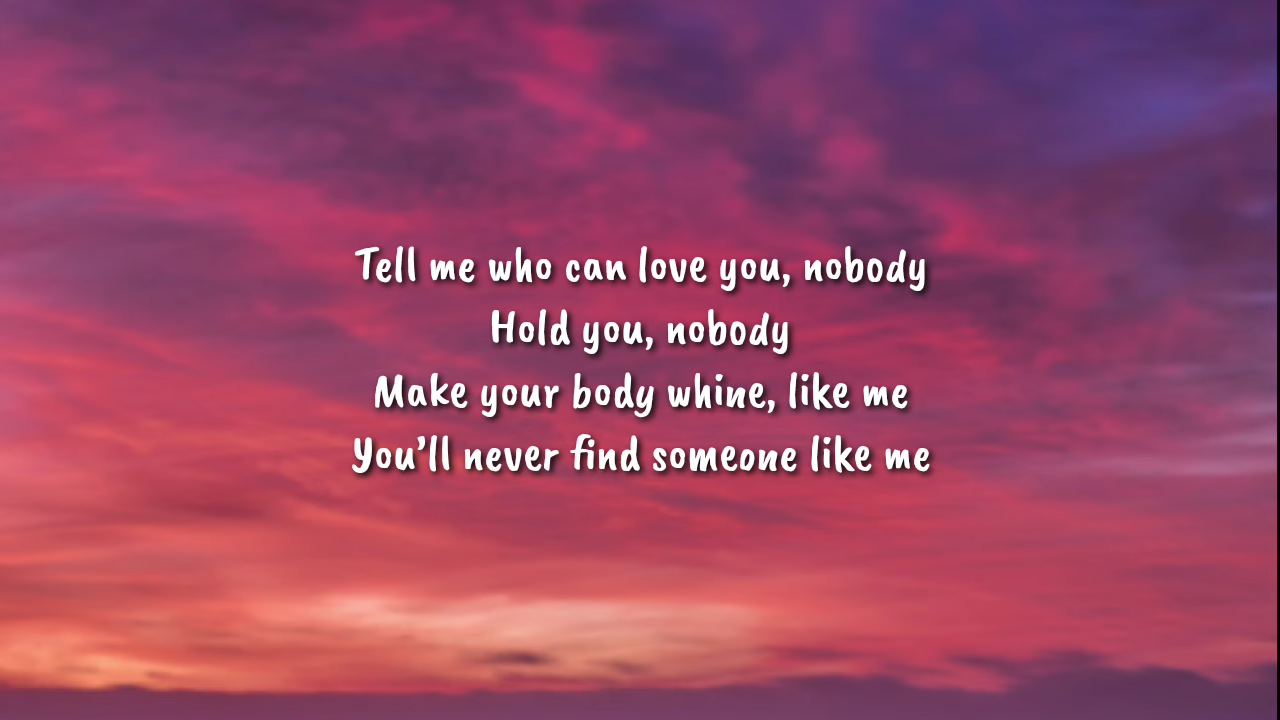 Tell me who can love you, nobody
Hold you, nobody
Make your body whine, like me
You’ll never find someone like me